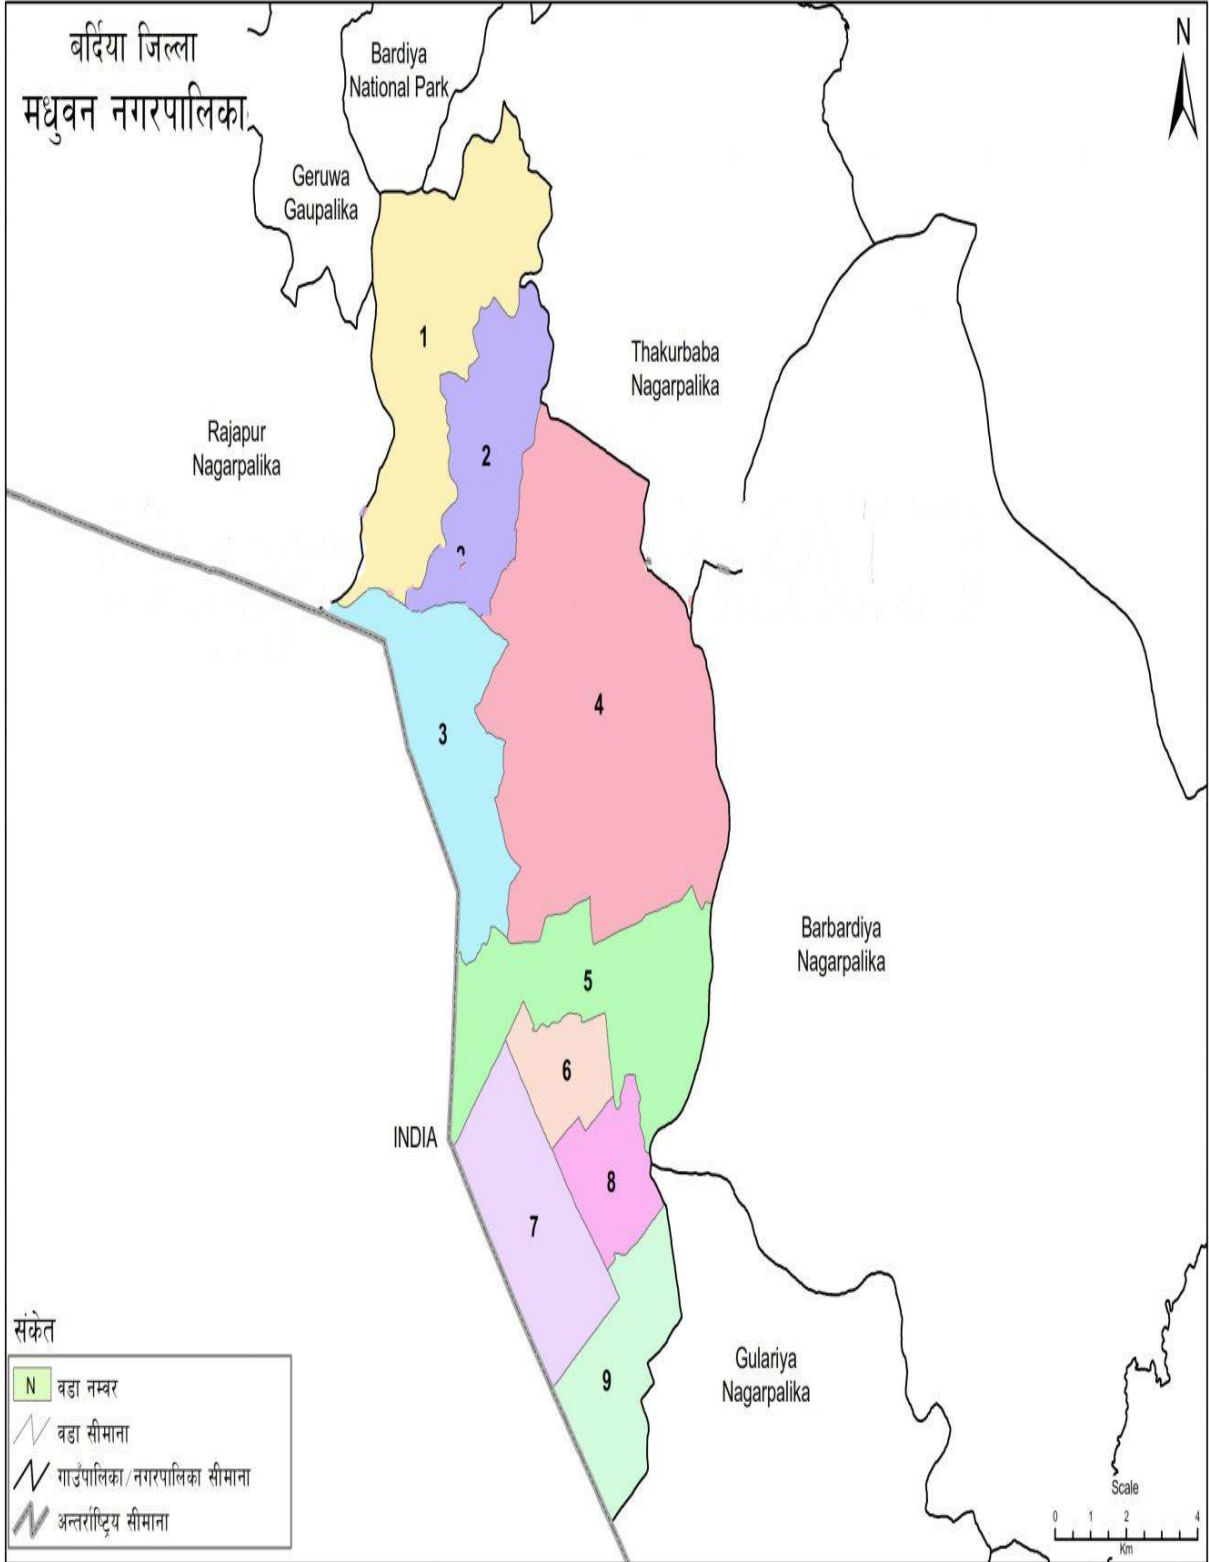 बर्दिया जिल्ला
मधुवन नगरपालिका
N
Bardiya
National Park
Geruwa
Gaupalika
1
Thakurbaba
Nagarpalika
Rajapur
Nagarpalika
2
4
3
Barbardiya
Nagarpalika
5
6
INDIA
8
7
Gulariya
Nagarpalika
9
संकेत
N वडा नम्वर
वडा सीमाना
गाउँपालिका/नगरपालिका सीमाना
अन्तर्राष्ट्रिय सीमाना
Scale
0 1 2 4
Km